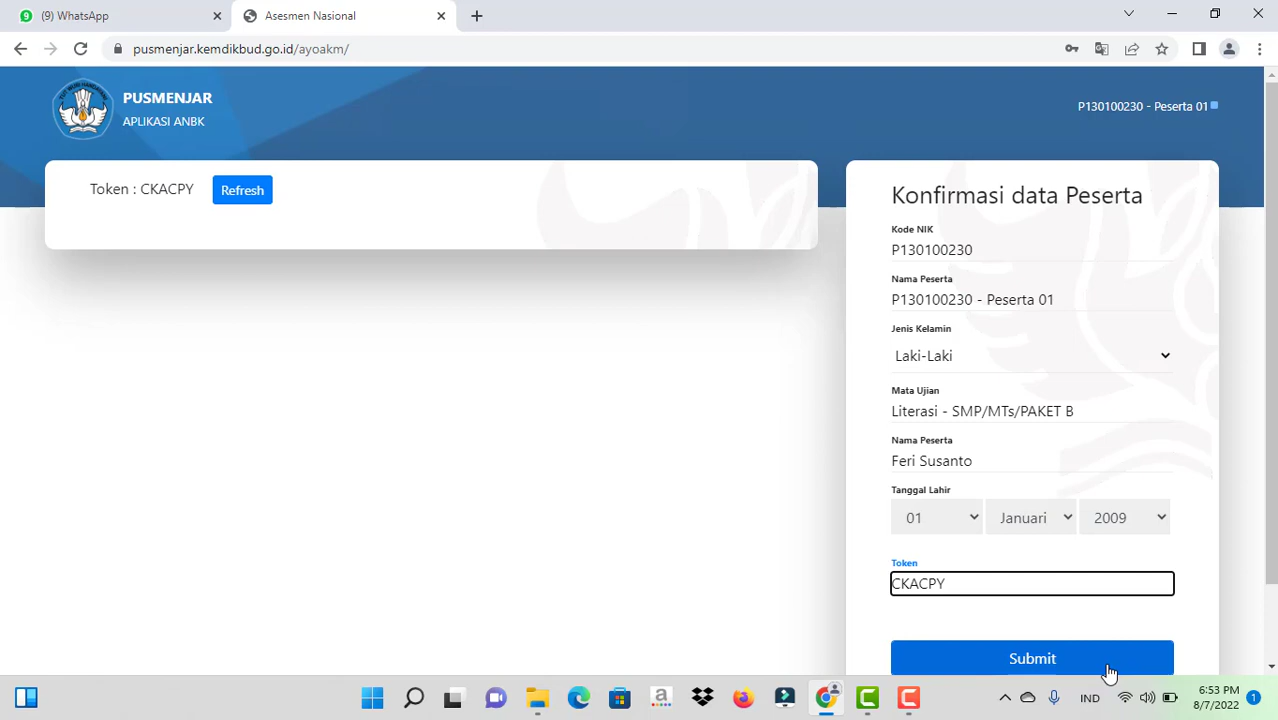 (9) WhatsApp
Asesmen Nasional
pusmenjar.kemdikbud.go.id/ayoakm/
PUSMENJAR
APLIKASI ANBK
P130100230 - Peserta 01
Token : CKACPY
Refresh
Konfirmasi data Peserta
Kode NIK
P130100230
Nama Peserta
P130100230 - Peserta 01
Jenis Kelamin
Laki-Laki
Mata Ujian
Literasi - SMP/MTs/PAKET B
Nama Peserta
Feri Susanto
Tanggal Lahir
01 Januari 2009
Token
CKACPY
Submit
IND
6:53 PM
8/7/2022
1